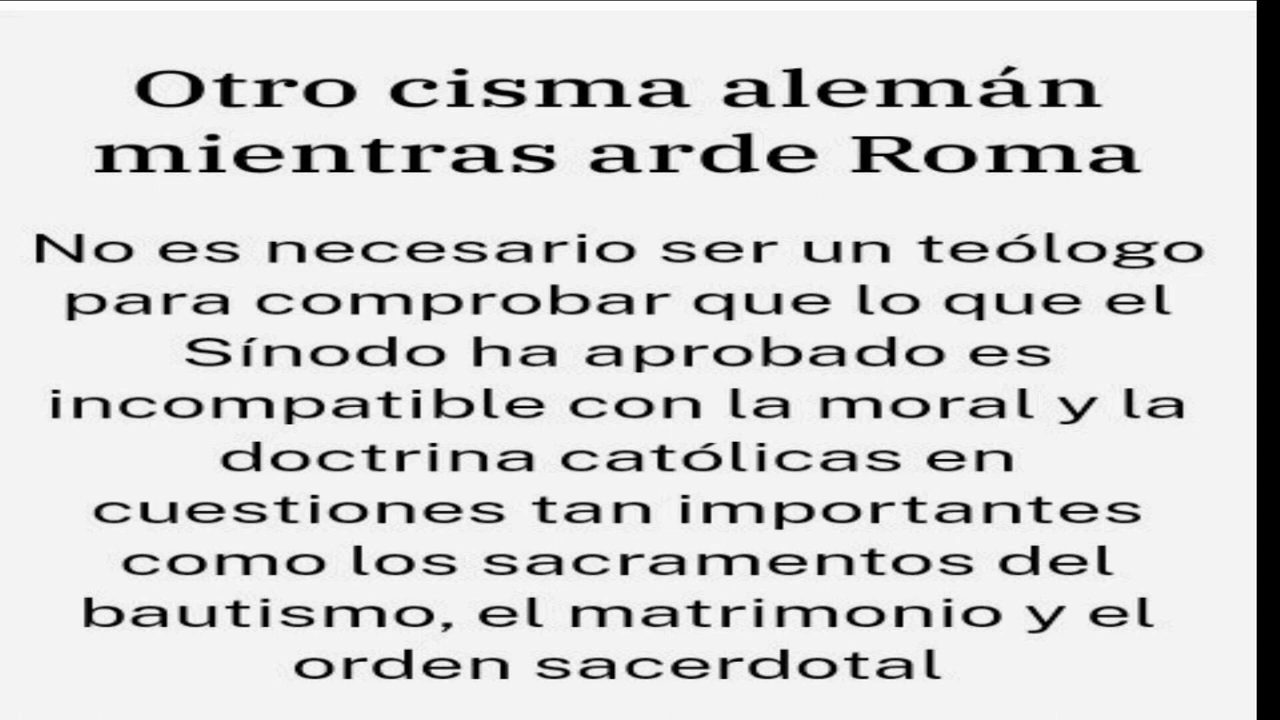 Otro cisma alemán
mientras arde Roma
No es necesario ser un teólogo
para comprobar que lo que el
Sínodo ha aprobado es
incompatible con la moral y la
doctrina católicas en
cuestiones tan importantes
como los sacramentos del
bautismo, el matrimonio y el
orden sacerdotal